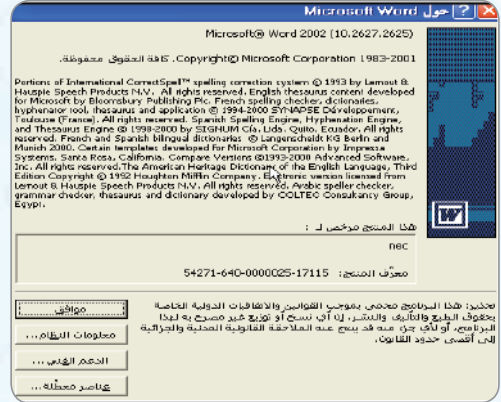 حول Microsoft Word
Microsoft® Word 2002 (10.2627.2625)
Copyright© Microsoft Corporation 1983-2001. كافة الحقوق محفوظة.
Portions of International CorrectSpell™ spelling correction system © 1993 by Lernout &
Hauspie Speech Products N.V. All rights reserved. English thesaurus content developed
for Microsoft by Bloomsbury Publishing Plc. French spelling checker, dictionaries,
hyphenator tool, thesaurus and application © 1994-2000 SYNAPSE Développement,
Toulouse (France). All rights reserved. Spanish Spelling Engine, Hyphenation Engine,
and Thesaurus Engine © 1998-2000 by SIGNUM Cía. Ltda. Quito. Ecuador. All rights
reserved. French and Spanish bilingual dictionaries © Langenscheidt KG Berlin and
Munich 2000. Certain templates developed for Microsoft Corporation by Impressa
Systems, Santa Rosa, California. Compare Versions ©1993-2000 Advanced Software,
Inc. All rights reserved.The American Heritage Dictionary of the English Language, Third
Edition Copyright © 1992 Houghton Mifflin Company. Electronic version licensed from
Lernout & Hauspie Speech Products N.V. All rights reserved. Arabic speller checker,
grammar checker, thesaurus and dictionary developed by COLTEC Consultancy Group,
Egypt.
هذا المنتج مرخص لـ :
nec
معرّف المنتج: 54271-640-0000025-17115
تحذير: هذا البرنامج محمي بموجب القوانين والاتفاقيات الدولية الخاصة
بحقوق الطبع والتأليف والنشر. إن أي نسخ أو توزيع غير مصرح به لهذا
البرنامج، أو لأي جزء منه قد ينتج عنه الملاحقة القانونية المدنية والجزائية
إلى أقصى حدود القانون.
موافق
معلومات النظام...
الدعم الفني...
عناصر معطّلة...